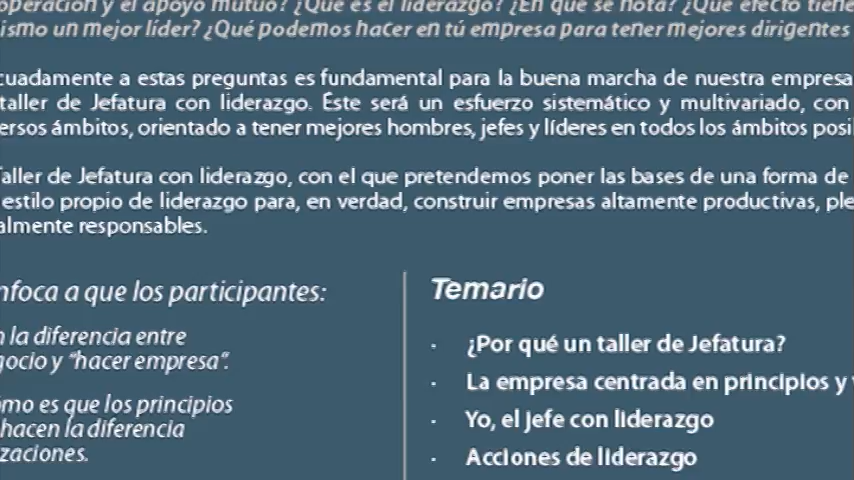 operación y el apoyo mutuo? ¿Qué es el liderazgo? ¿En qué se nota? ¿Qué efecto tiene
ismo un mejor líder? ¿Qué podemos hacer en tú empresa para tener mejores dirigentes
cuadamente a estas preguntas es fundamental para la buena marcha de nuestra empresa
taller de Jefatura con liderazgo. Éste será un esfuerzo sistemático y multivariado, con
ersos ámbitos, orientado a tener mejores hombres, jefes y líderes en todos los ámbitos posi
Taller de Jefatura con liderazgo, con el que pretendemos poner las bases de una forma de
estilo propio de liderazgo para, en verdad, construir empresas altamente productivas, ple
almente responsables.
nfoca a que los participantes:
n la diferencia entre
gocio y “hacer empresa”.
ómo es que los principios
hacen la diferencia
zaciones.
Temario
· ¿Por qué un taller de Jefatura?
· La empresa centrada en principios y v
· Yo, el jefe con liderazgo
· Acciones de liderazgo